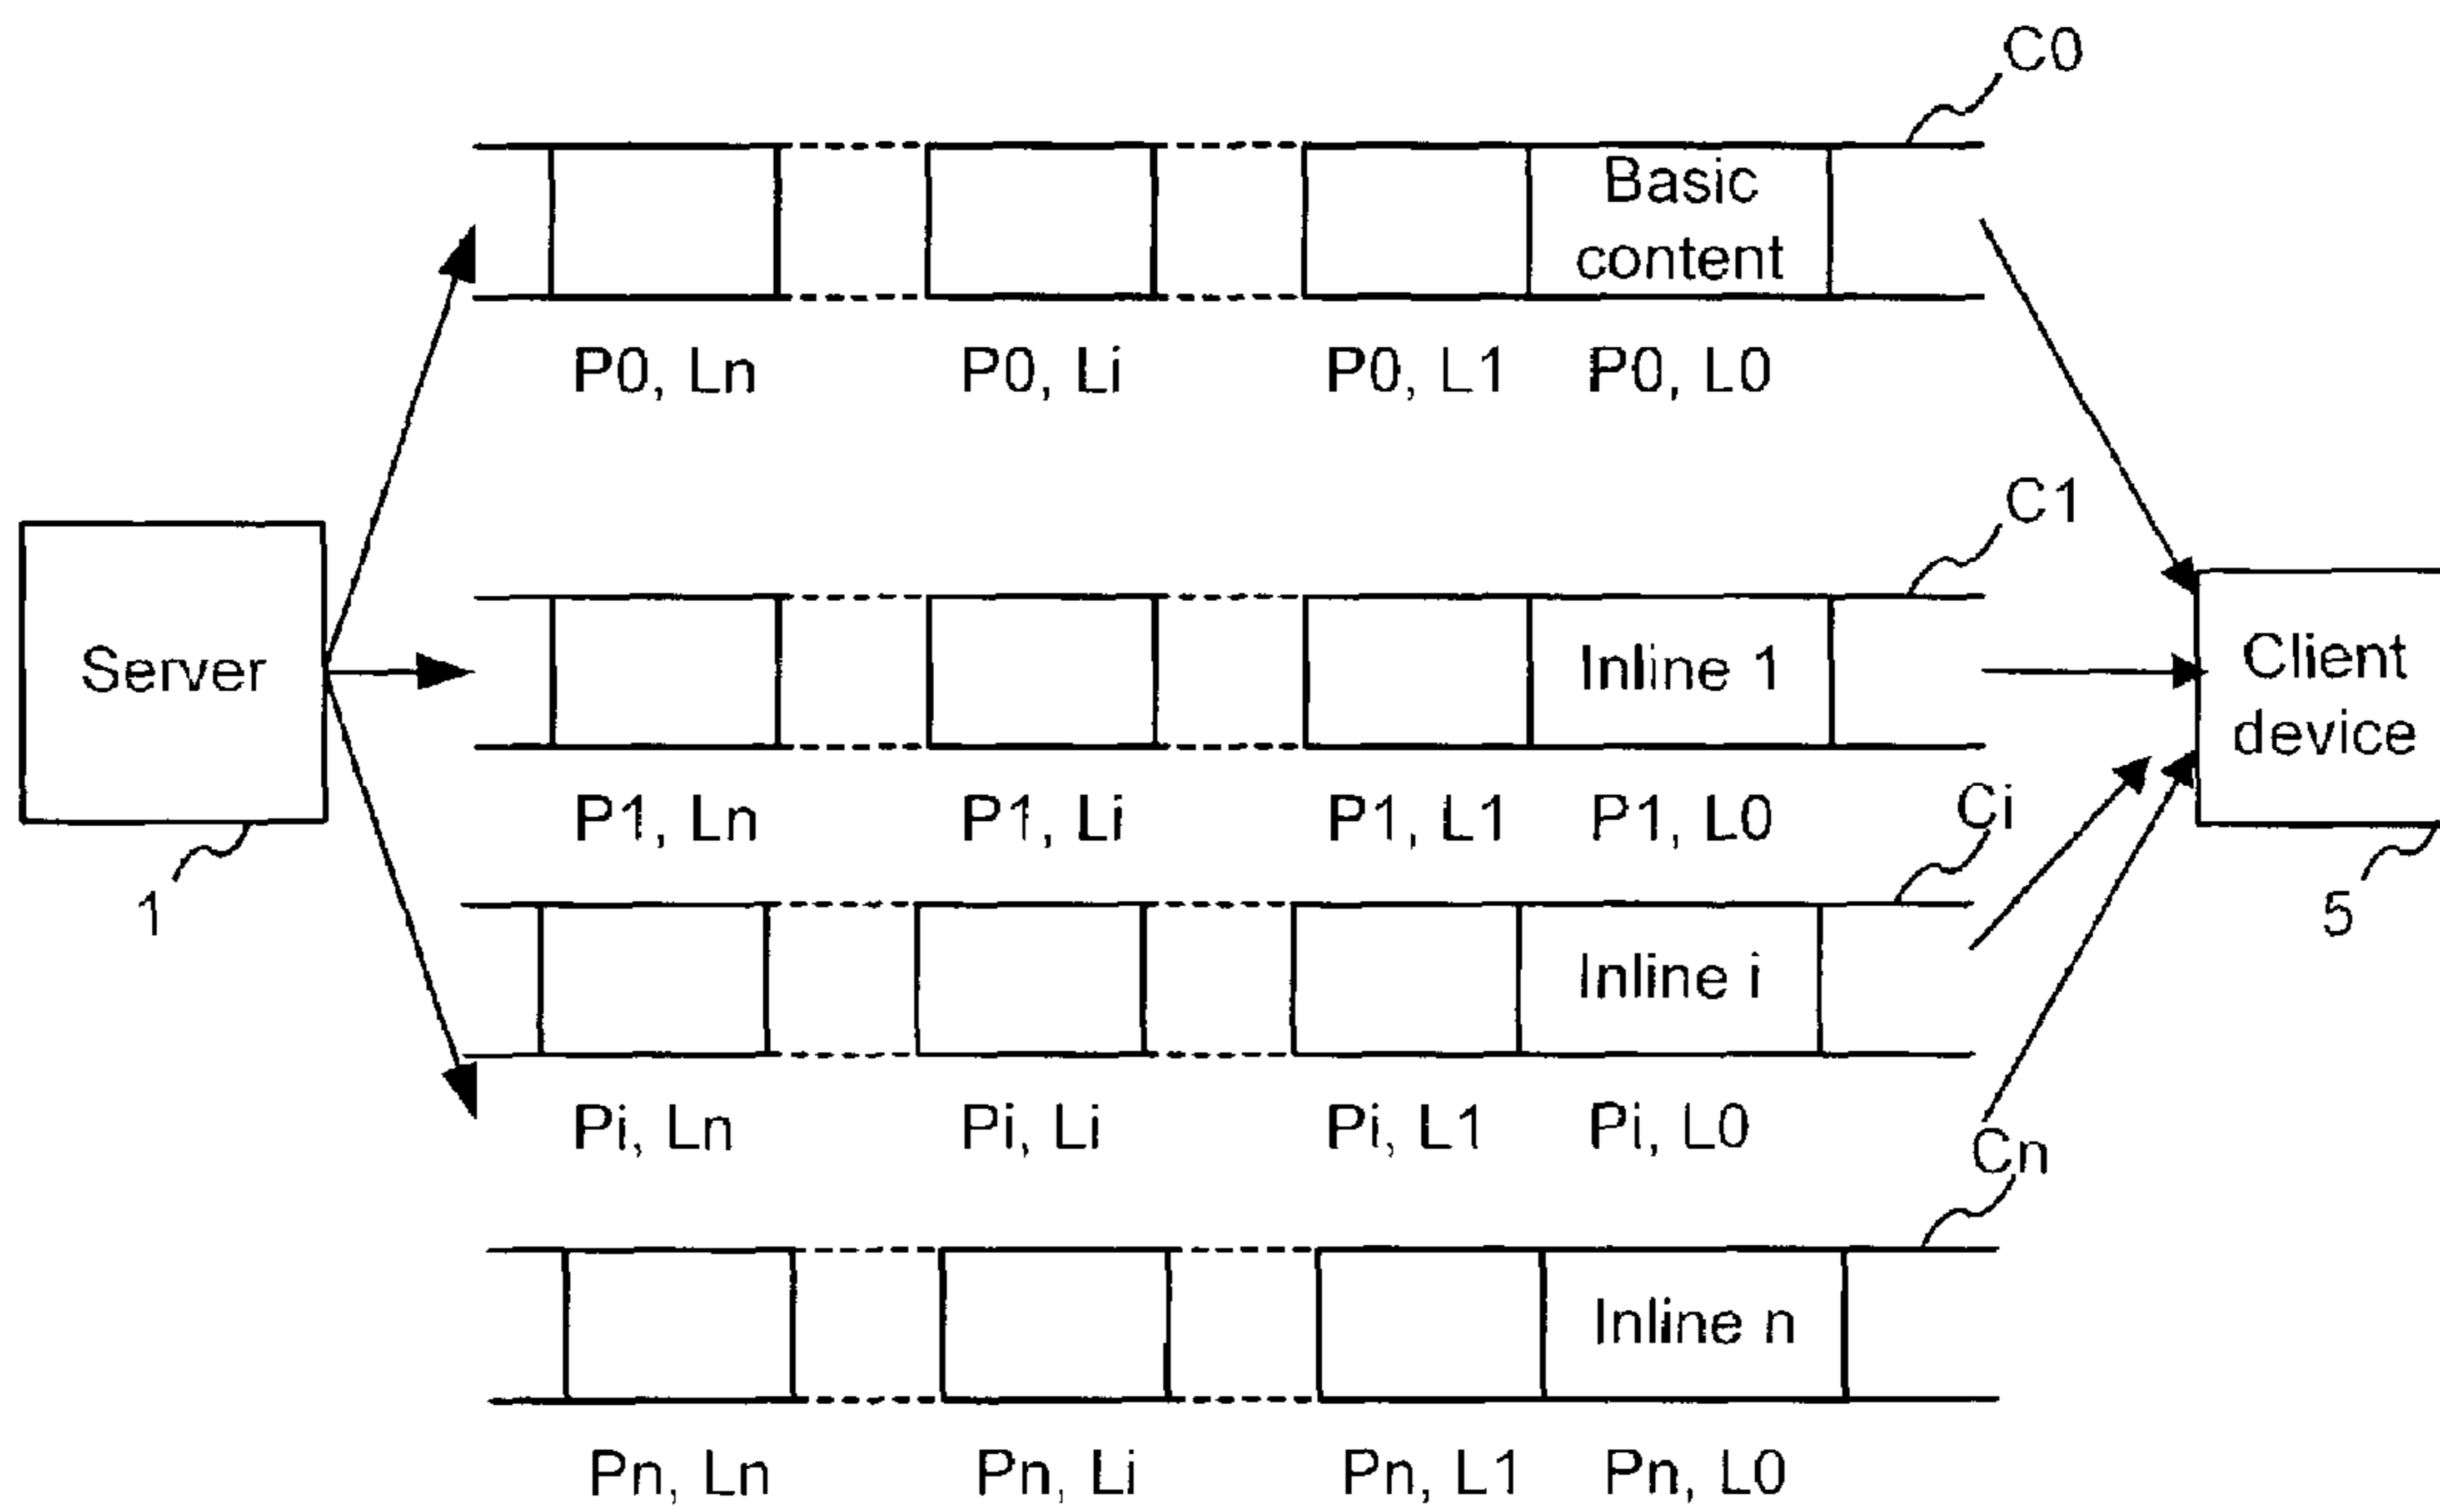 C0
Basic
content
P0, Ln
P0, Li
P0, L1
P0, L0
C1
Server
Inline 1
Client
device
P1, Ln
P1, Li
P1, L1
P1, L0
Ci
1
5
Inline i
Pi, Ln
Pi, Li
Pi, L1
Pi, L0
Cn
Inline n
Pn, Ln
Pn, Li
Pn, L1
Pn, L0